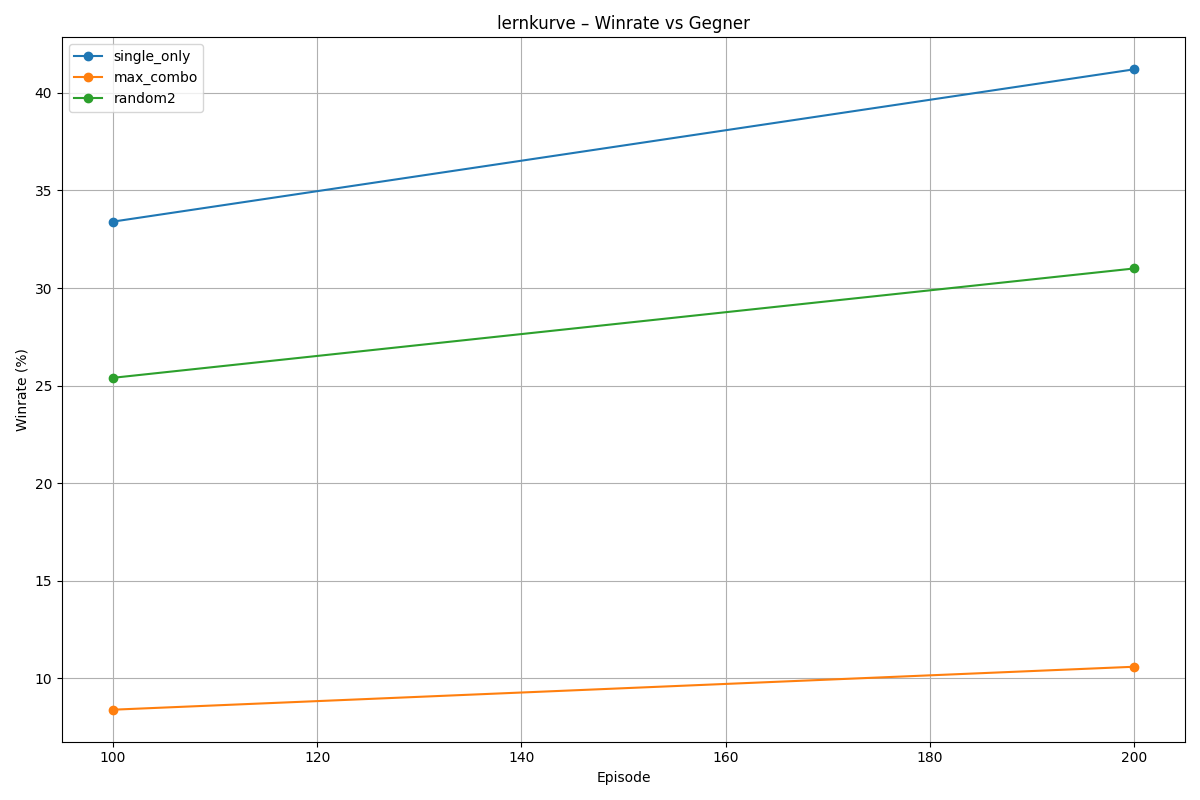 lernkurve – Winrate vs Gegner
single_only
max_combo
random2
Winrate (%)
40
35
30
25
20
15
10
100 120 140 160 180 200
Episode